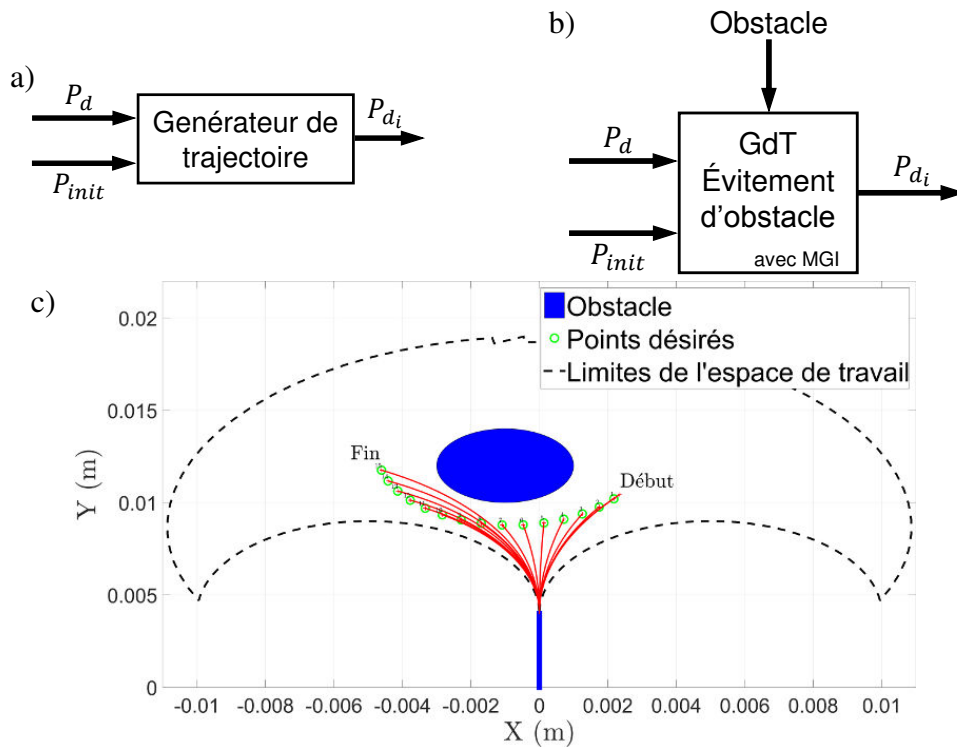 a)
P_d
P_init
Genérateur de
trajectoire
P_{d_i}
b)
Obstacle
P_d
P_init
GdT
Évitement
d'obstacle
avec MGI
P_{d_i}
c)
Obstacle
Points désirés
Limites de l'espace de travail
Fin
Début
Y (m)
0.02
0.015
0.01
0.005
0
-0.01 -0.008 -0.006 -0.004 -0.002 0 0.002 0.004 0.006 0.008 0.01
X (m)